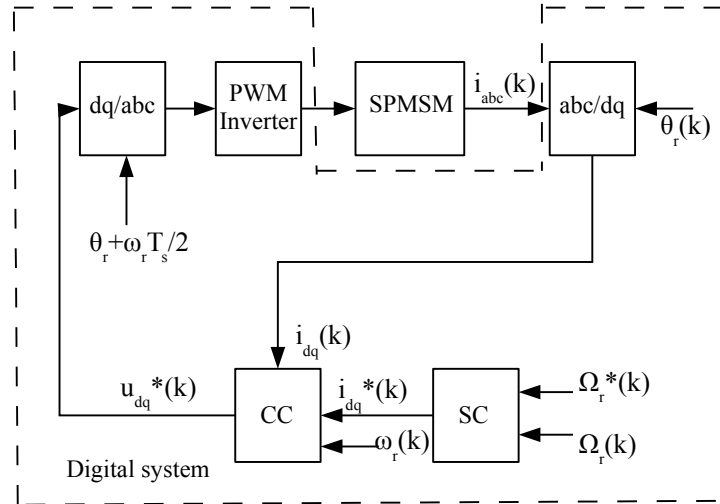 dq/abc
PWM
Inverter
SPMSM
i_abc(k)
abc/dq
θ_r(k)
θ_r+ω_rT_s/2
i_dq(k)
u_dq*(k)
CC
i_dq*(k)
SC
Ω_r*(k)
ω_r(k)
Ω_r(k)
Digital system